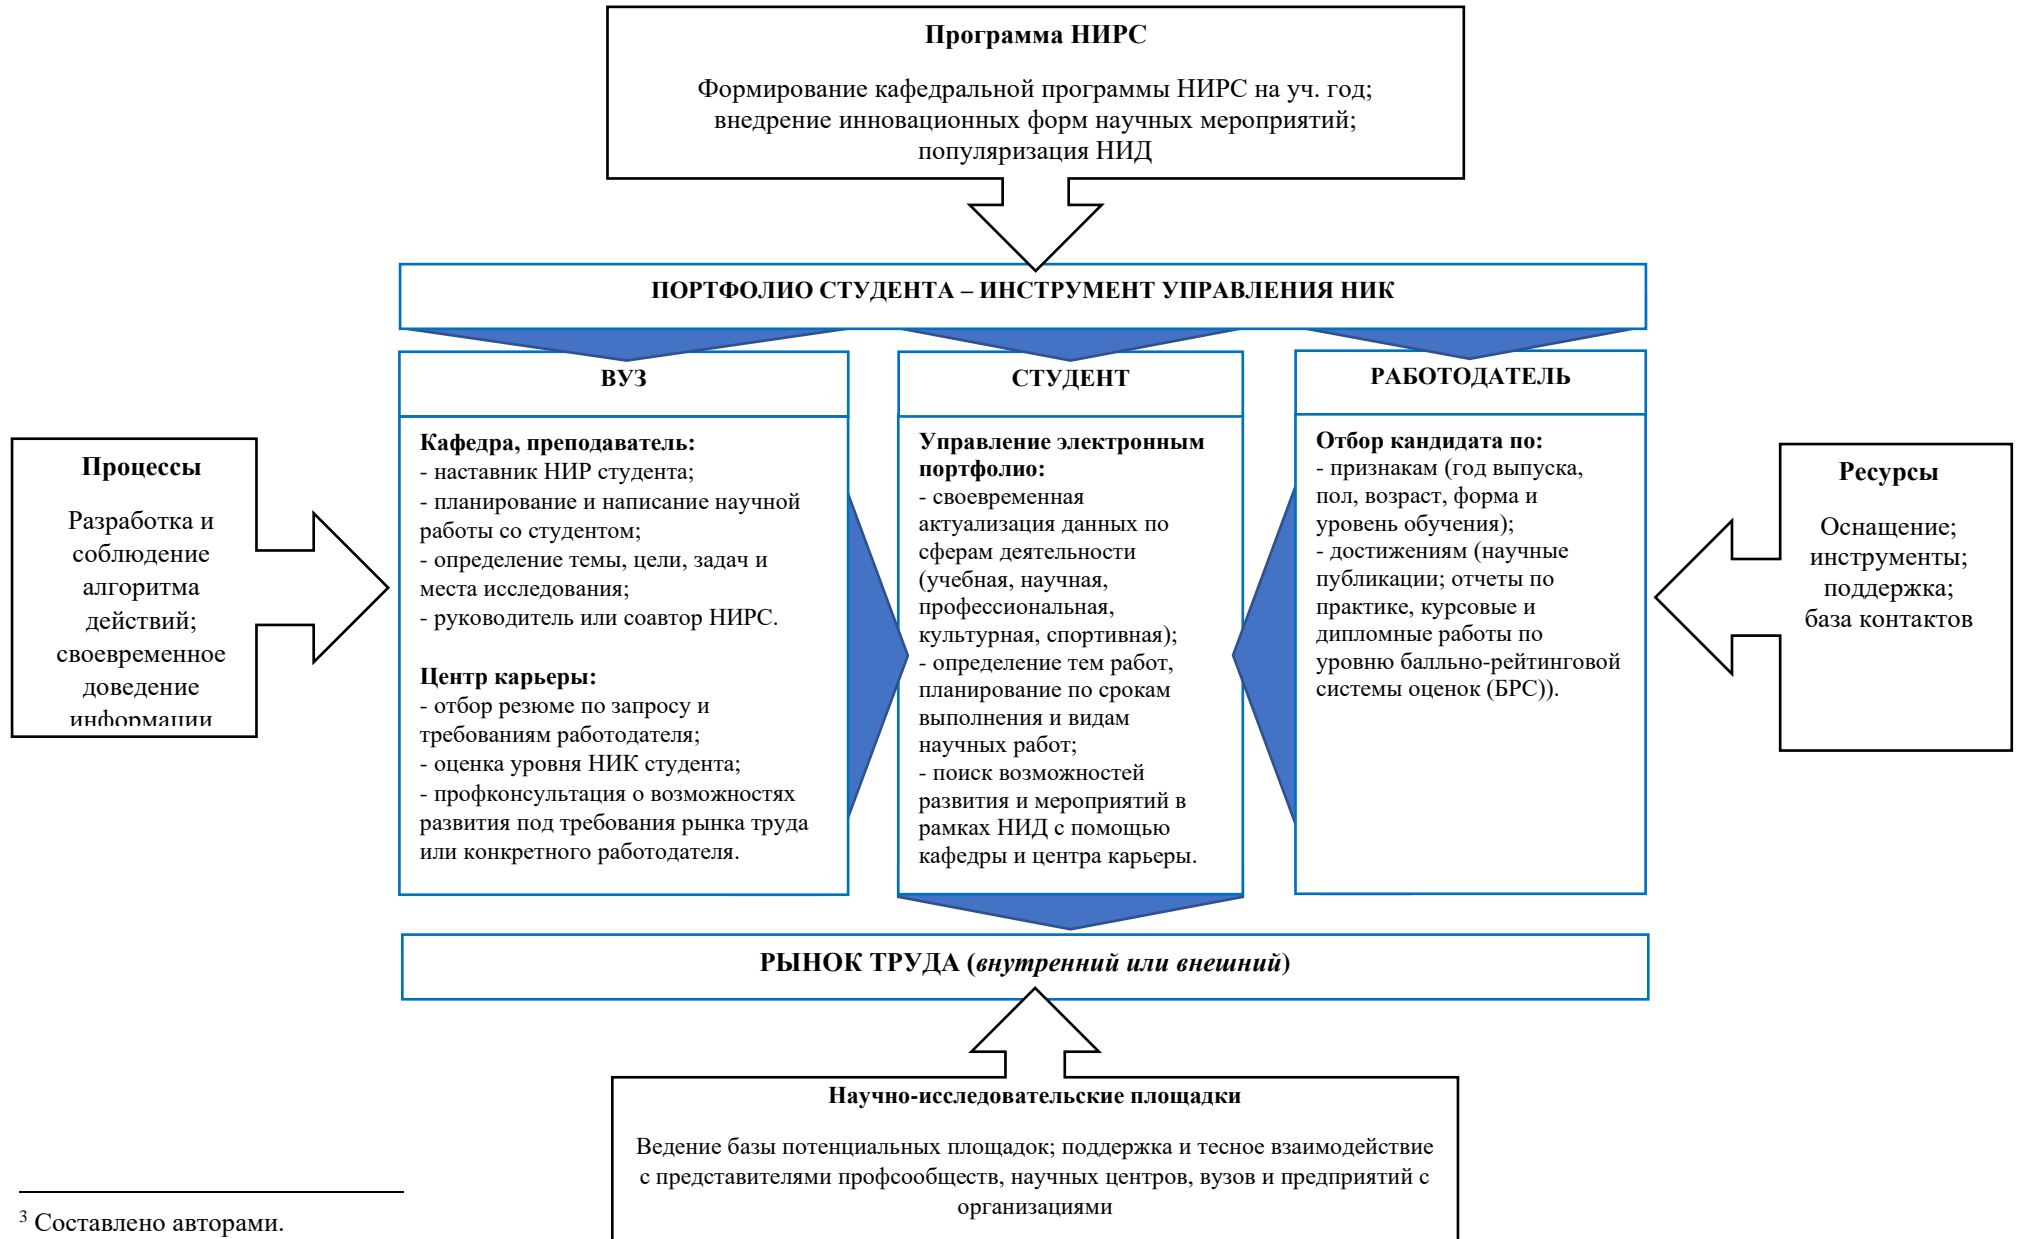 Программа НИРС
Формирование кафедральной программы НИРС на уч. год;
внедрение инновационных форм научных мероприятий;
популяризация НИД
ПОРТФОЛИО СТУДЕНТА – ИНСТРУМЕНТ УПРАВЛЕНИЯ НИК
Процессы
Разработка и
соблюдение
алгоритма
действий;
своевременное
доведение
информации
ВУЗ
Кафедра, преподаватель:
- наставник НИР студента;
- планирование и написание научной
работы со студентом;
- определение темы, цели, задач и
места исследования;
- руководитель или соавтор НИРС.
Центр карьеры:
- отбор резюме по запросу и
требованиям работодателя;
- оценка уровня НИК студента;
- профконсультация о возможностях
развития под требования рынка труда
или конкретного работодателя.
СТУДЕНТ
Управление электронным
портфолио:
- своевременная
актуализация данных по
сферам деятельности
(учебная, научная,
профессиональная,
культурная, спортивная);
- определение тем работ,
планирование по срокам
выполнения и видам
научных работ;
- поиск возможностей
развития и мероприятий в
рамках НИД с помощью
кафедры и центра карьеры.
РАБОТОДАТЕЛЬ
Отбор кандидата по:
- признакам (год выпуска,
пол, возраст, форма и
уровень обучения);
- достижениям (научные
публикации; отчеты по
практике, курсовые и
дипломные работы по
уровню балльно-рейтинговой
системы оценок (БРС)).
Ресурсы
Оснащение;
инструменты;
поддержка;
база контактов
РЫНОК ТРУДА (внутренний или внешний)
Научно-исследовательские площадки
Ведение базы потенциальных площадок; поддержка и тесное взаимодействие
с представителями профсообществ, научных центров, вузов и предприятий с
организациями
3 Составлено авторами.